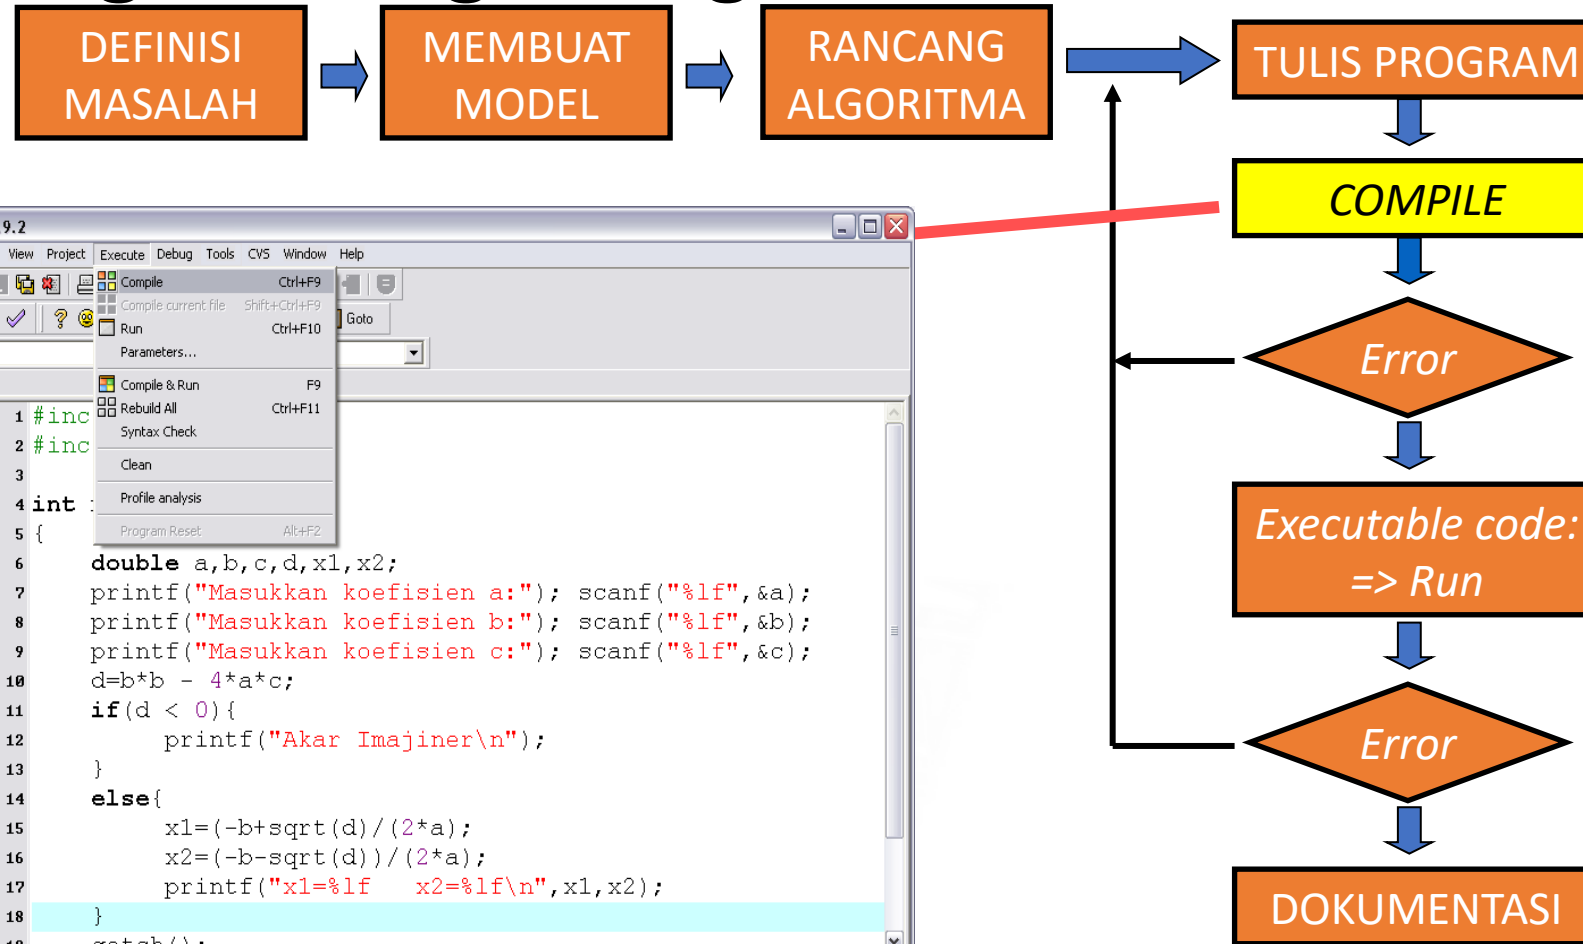 DEFINISI
MASALAH
MEMBUAT
MODEL
RANCANG
ALGORITMA
TULIS PROGRAM
COMPILE
Error
Executable code:
=> Run
Error
DOKUMENTASI
9.2
View Project Execute Debug Tools CVS Window Help
Compile Ctrl+F9
Compile current file Shift+Ctrl+F9
Run Ctrl+F10
Parameters...
Compile & Run F9
Rebuild All Ctrl+F11
Syntax Check
Clean
Profile analysis
Program Reset Alt+F2
Goto
1 #inc
2 #inc
3
4 int
5 {
6 double a,b,c,d,x1,x2;
7 printf("Masukkan koefisien a:"); scanf("%lf",&a);
8 printf("Masukkan koefisien b:"); scanf("%lf",&b);
9 printf("Masukkan koefisien c:"); scanf("%lf",&c);
10 d=b*b - 4*a*c;
11 if(d < 0){
12 printf("Akar Imajiner\n");
13 }
14 else{
15 x1=(-b+sqrt(d)/(2*a);
16 x2=(-b-sqrt(d))/(2*a);
17 printf("x1=%lf   x2=%lf\n",x1,x2);
18 }
19 getch();